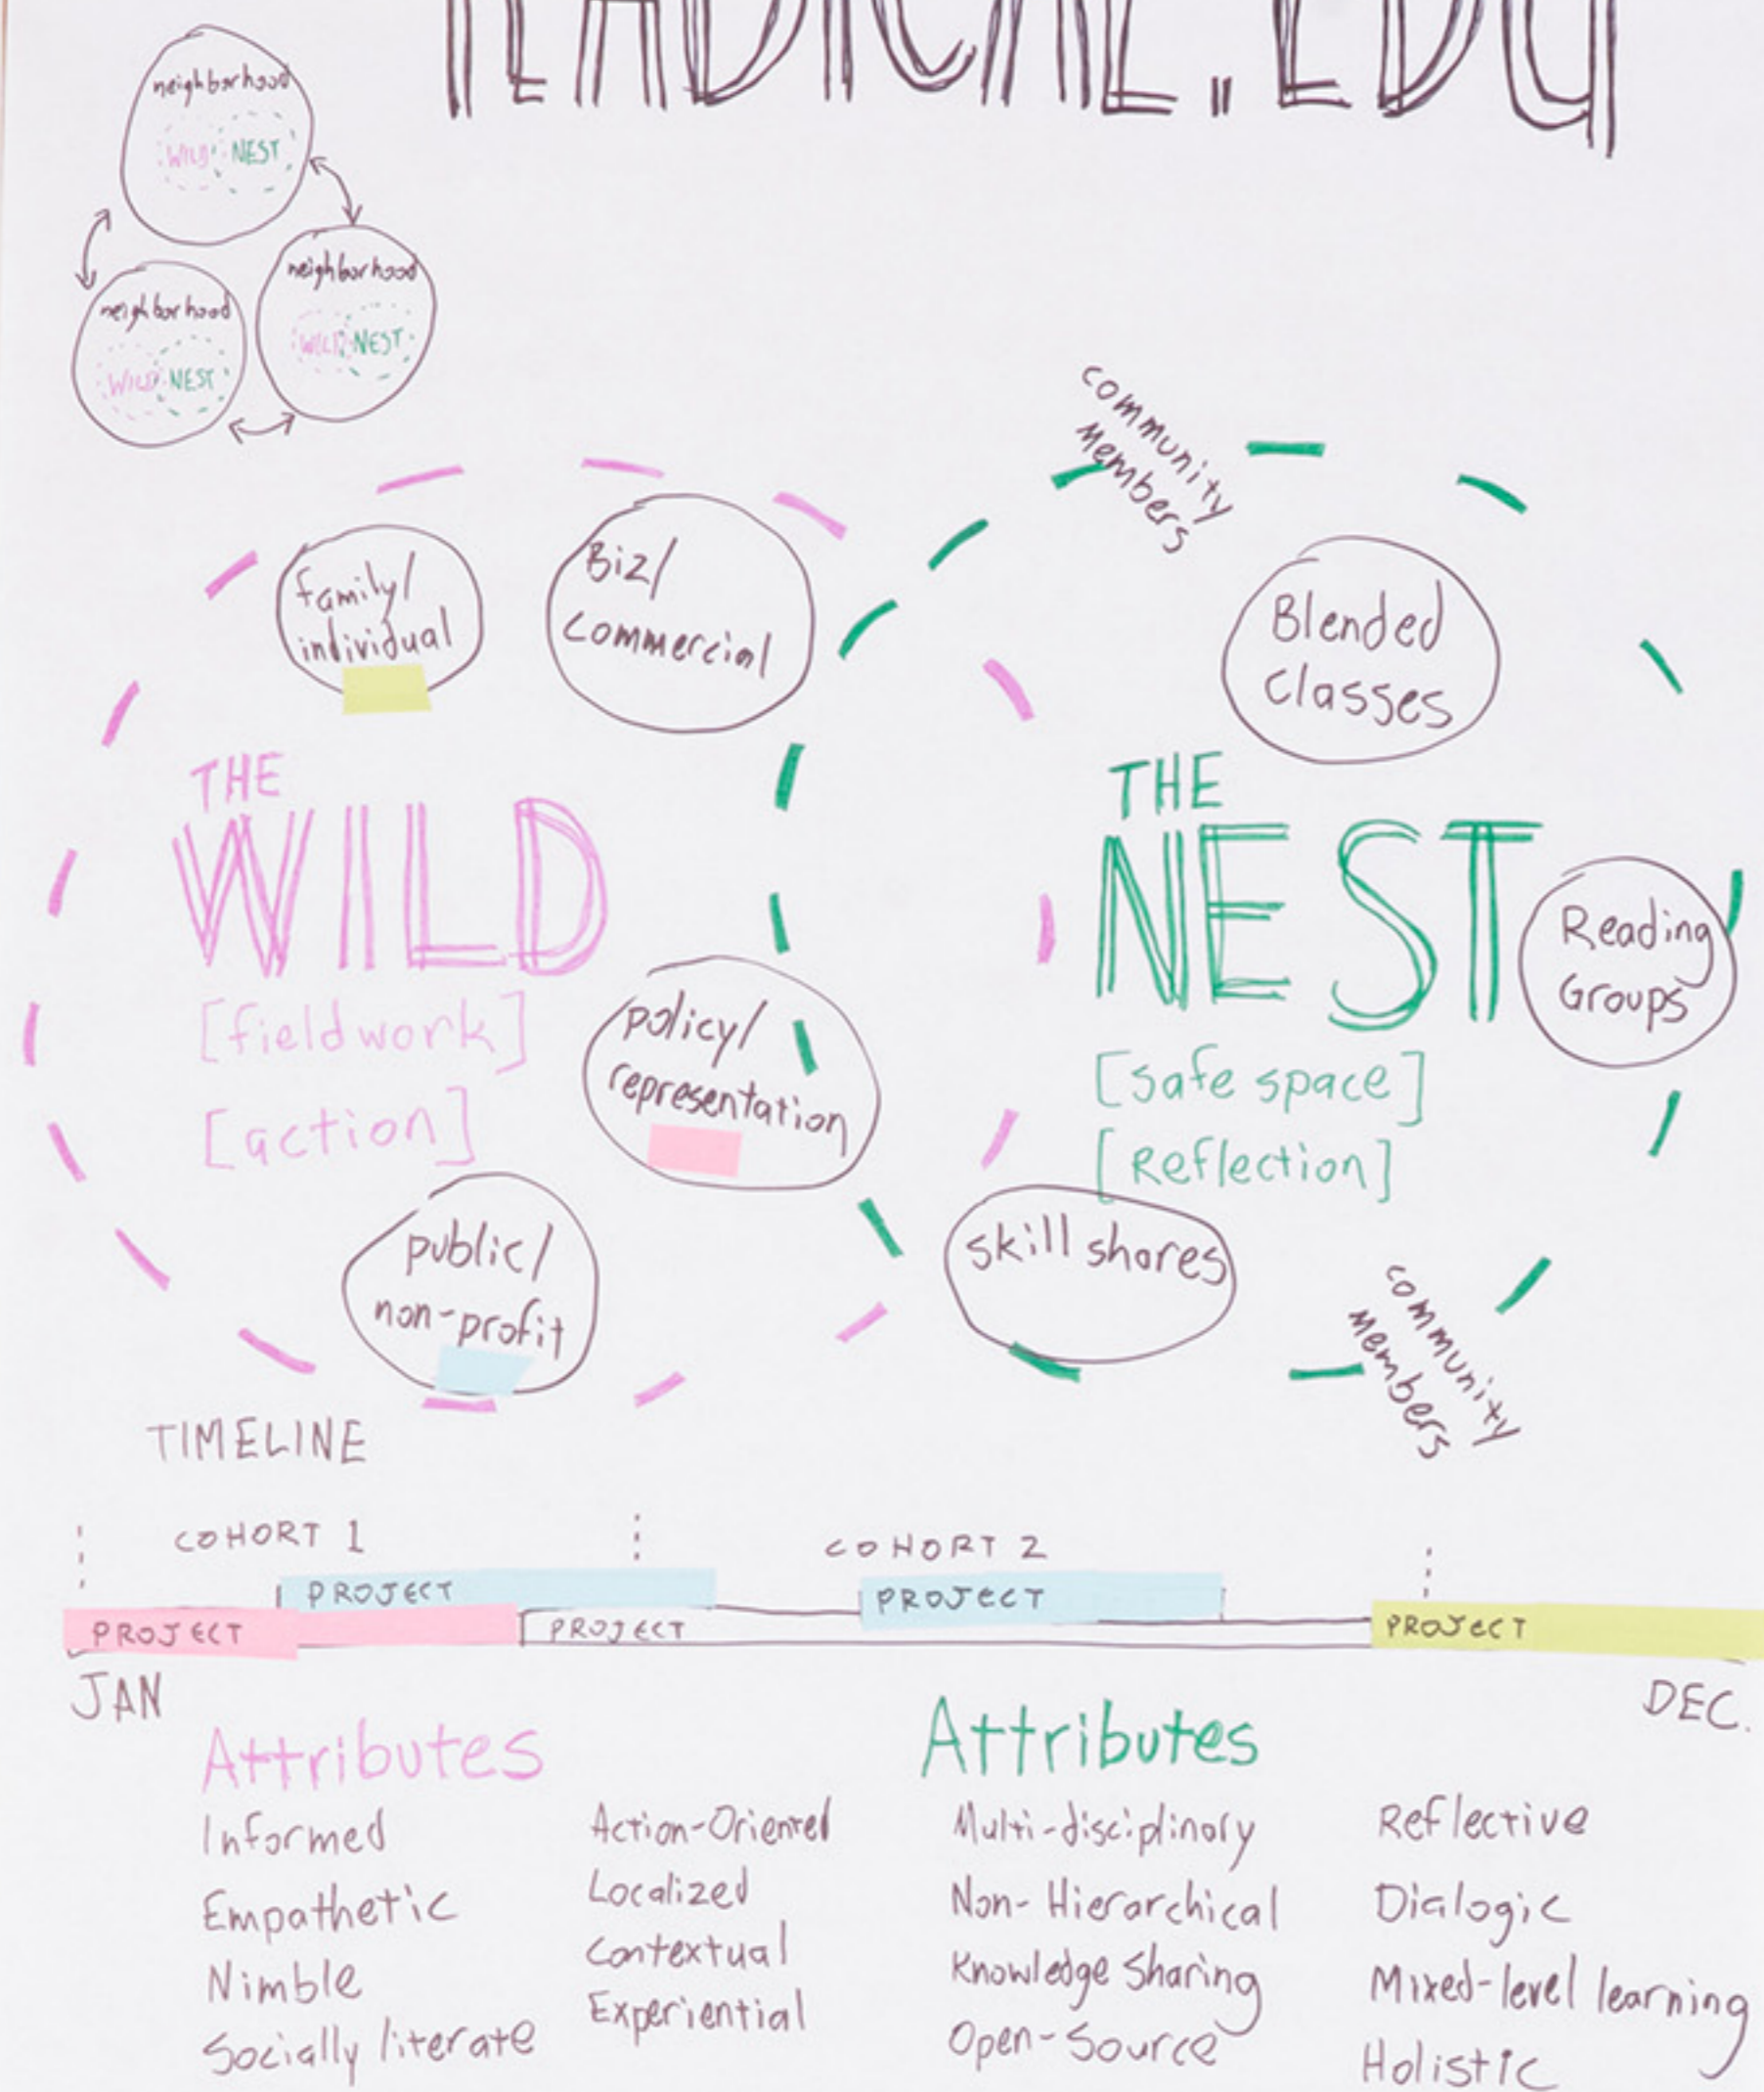 RADICAL.EDU
neighborhood
WILD NEST
neighborhood
WILD NEST
neighborhood
WILD NEST
community
Members
family/
individual
Biz/
commercial
Blended
Classes
THE
WILD
[fieldwork]
[action]
THE
NEST
[safe space]
[Reflection]
Reading
Groups
policy/
representation
public/
non-profit
skill shares
community
Members
TIMELINE
COHORT 1
COHORT 2
PROJECT
PROJECT
PROJECT
PROJECT
PROJECT
JAN
DEC.
Attributes
Informed
Empathetic
Nimble
Socially literate
Action-Oriented
Localized
Contextual
Experiential
Attributes
Multi-disciplinary
Non-Hierarchical
Knowledge Sharing
Open-Source
Reflective
Dialogic
Mixed-level learning
Holistic